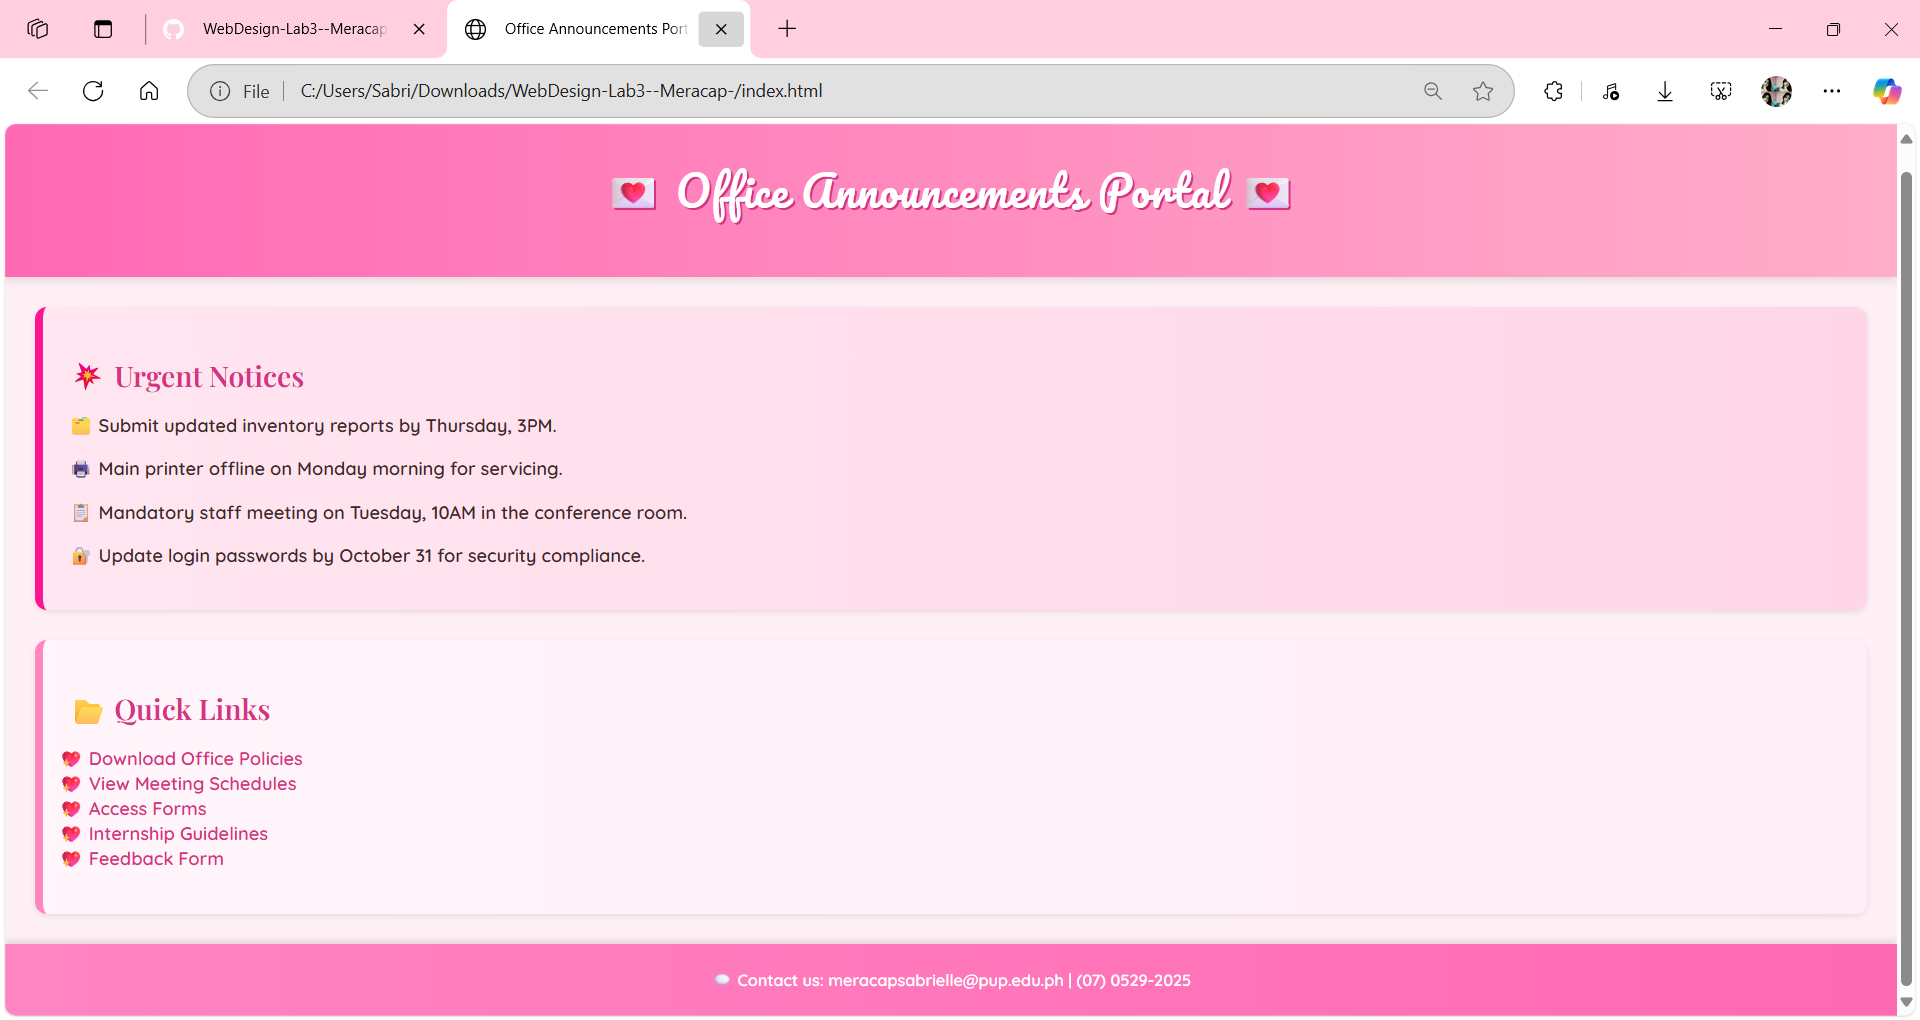 WebDesign-Lab3--Meracap
Office Announcements Port
File
C:/Users/Sabri/Downloads/WebDesign-Lab3--Meracap-/index.html
💌 Office Announcements Portal 💌
💥 Urgent Notices
🗂️ Submit updated inventory reports by Thursday, 3PM.
🖨️ Main printer offline on Monday morning for servicing.
📋 Mandatory staff meeting on Tuesday, 10AM in the conference room.
🔐 Update login passwords by October 31 for security compliance.
📂 Quick Links
💖 Download Office Policies
💖 View Meeting Schedules
💖 Access Forms
💖 Internship Guidelines
💖 Feedback Form
💬 Contact us: meracapsabrielle@pup.edu.ph | (07) 0529-2025